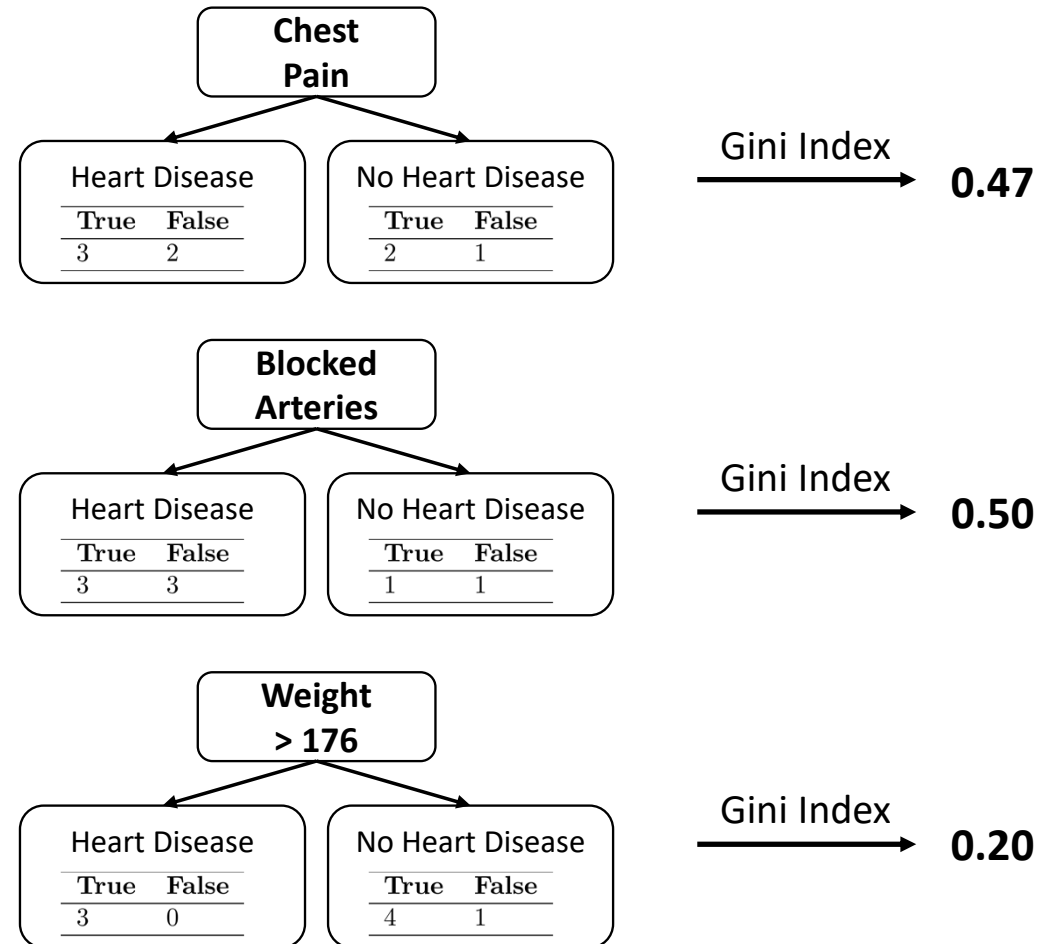 Chest
Pain
Heart Disease
True False
3 2
No Heart Disease
True False
2 1
Gini Index
0.47
Blocked
Arteries
Heart Disease
True False
3 3
No Heart Disease
True False
1 1
Gini Index
0.50
Weight
> 176
Heart Disease
True False
3 0
No Heart Disease
True False
4 1
Gini Index
0.20